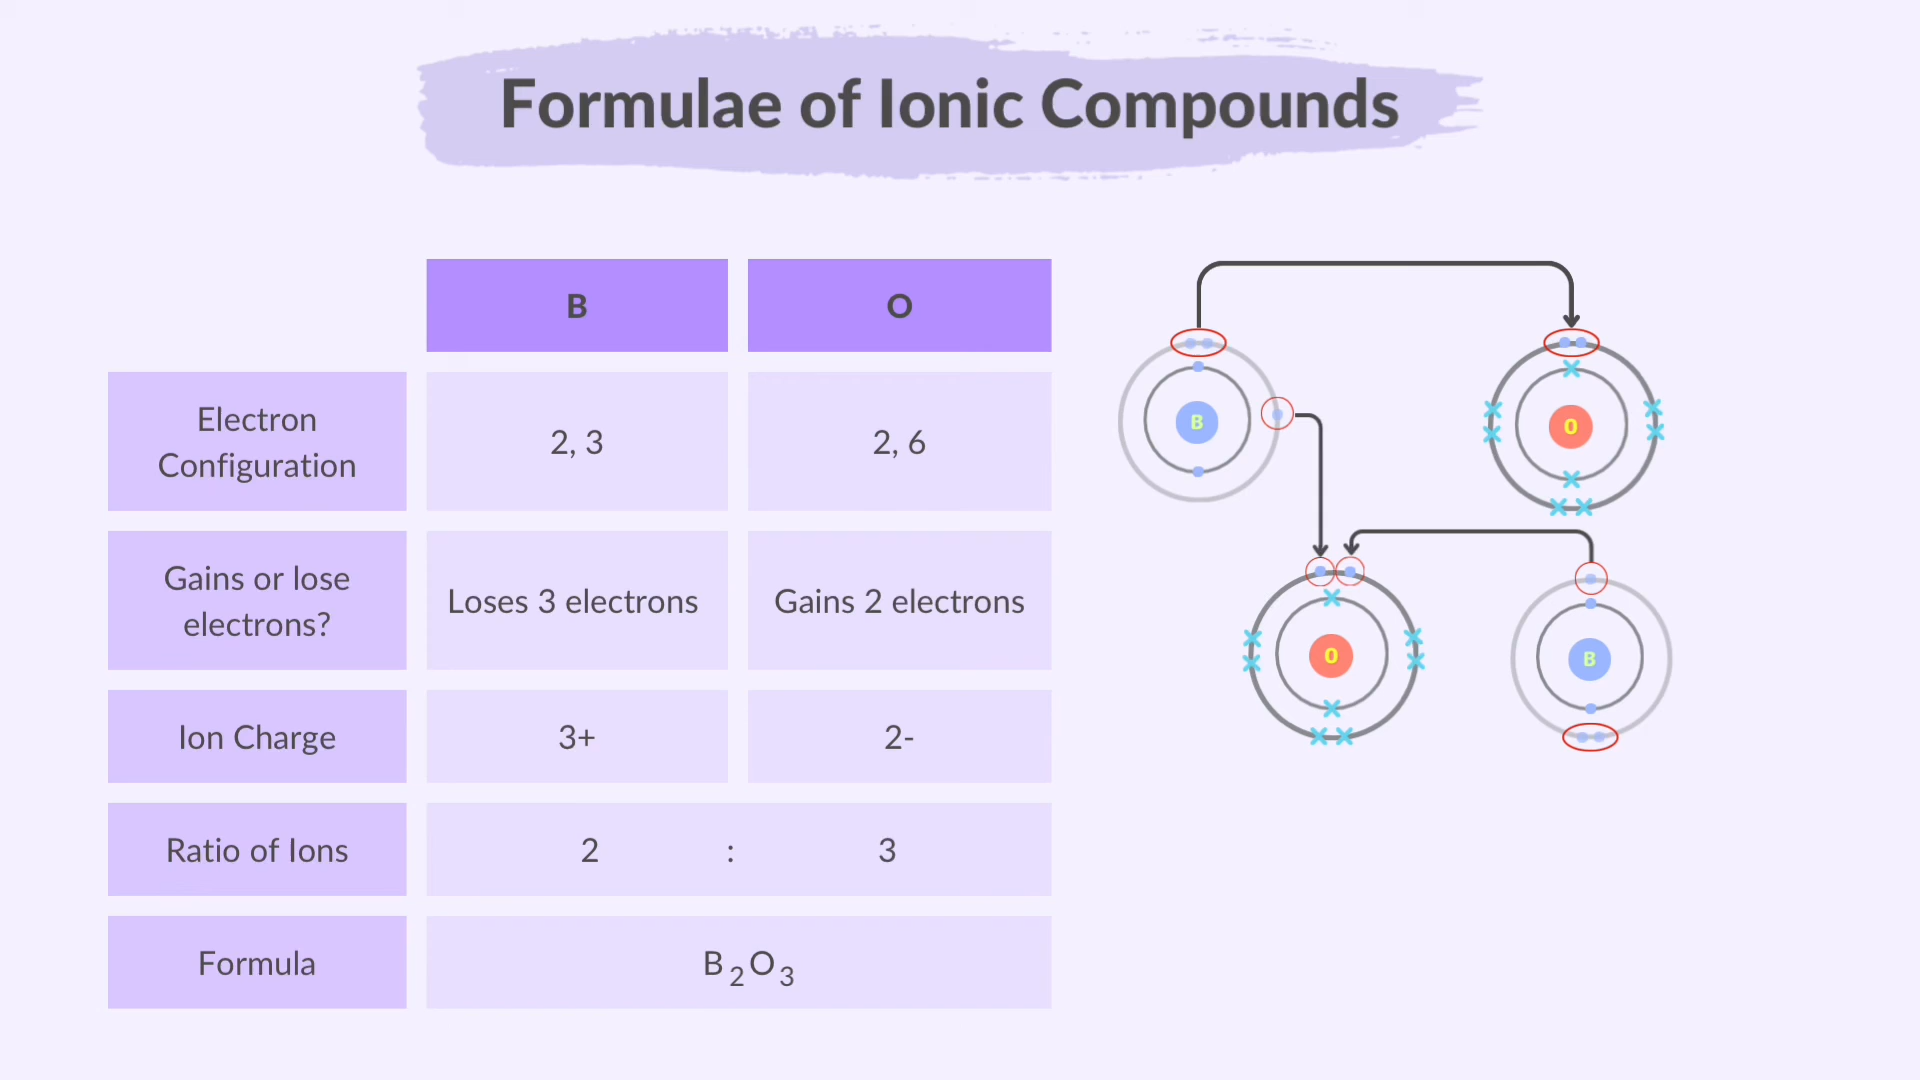 Formulae of Ionic Compounds
B
O
Electron
Configuration
2, 3
2, 6
Gains or lose
electrons?
Loses 3 electrons
Gains 2 electrons
Ion Charge
3+
2-
Ratio of Ions
2 : 3
Formula
B2O3
B
O
O
B